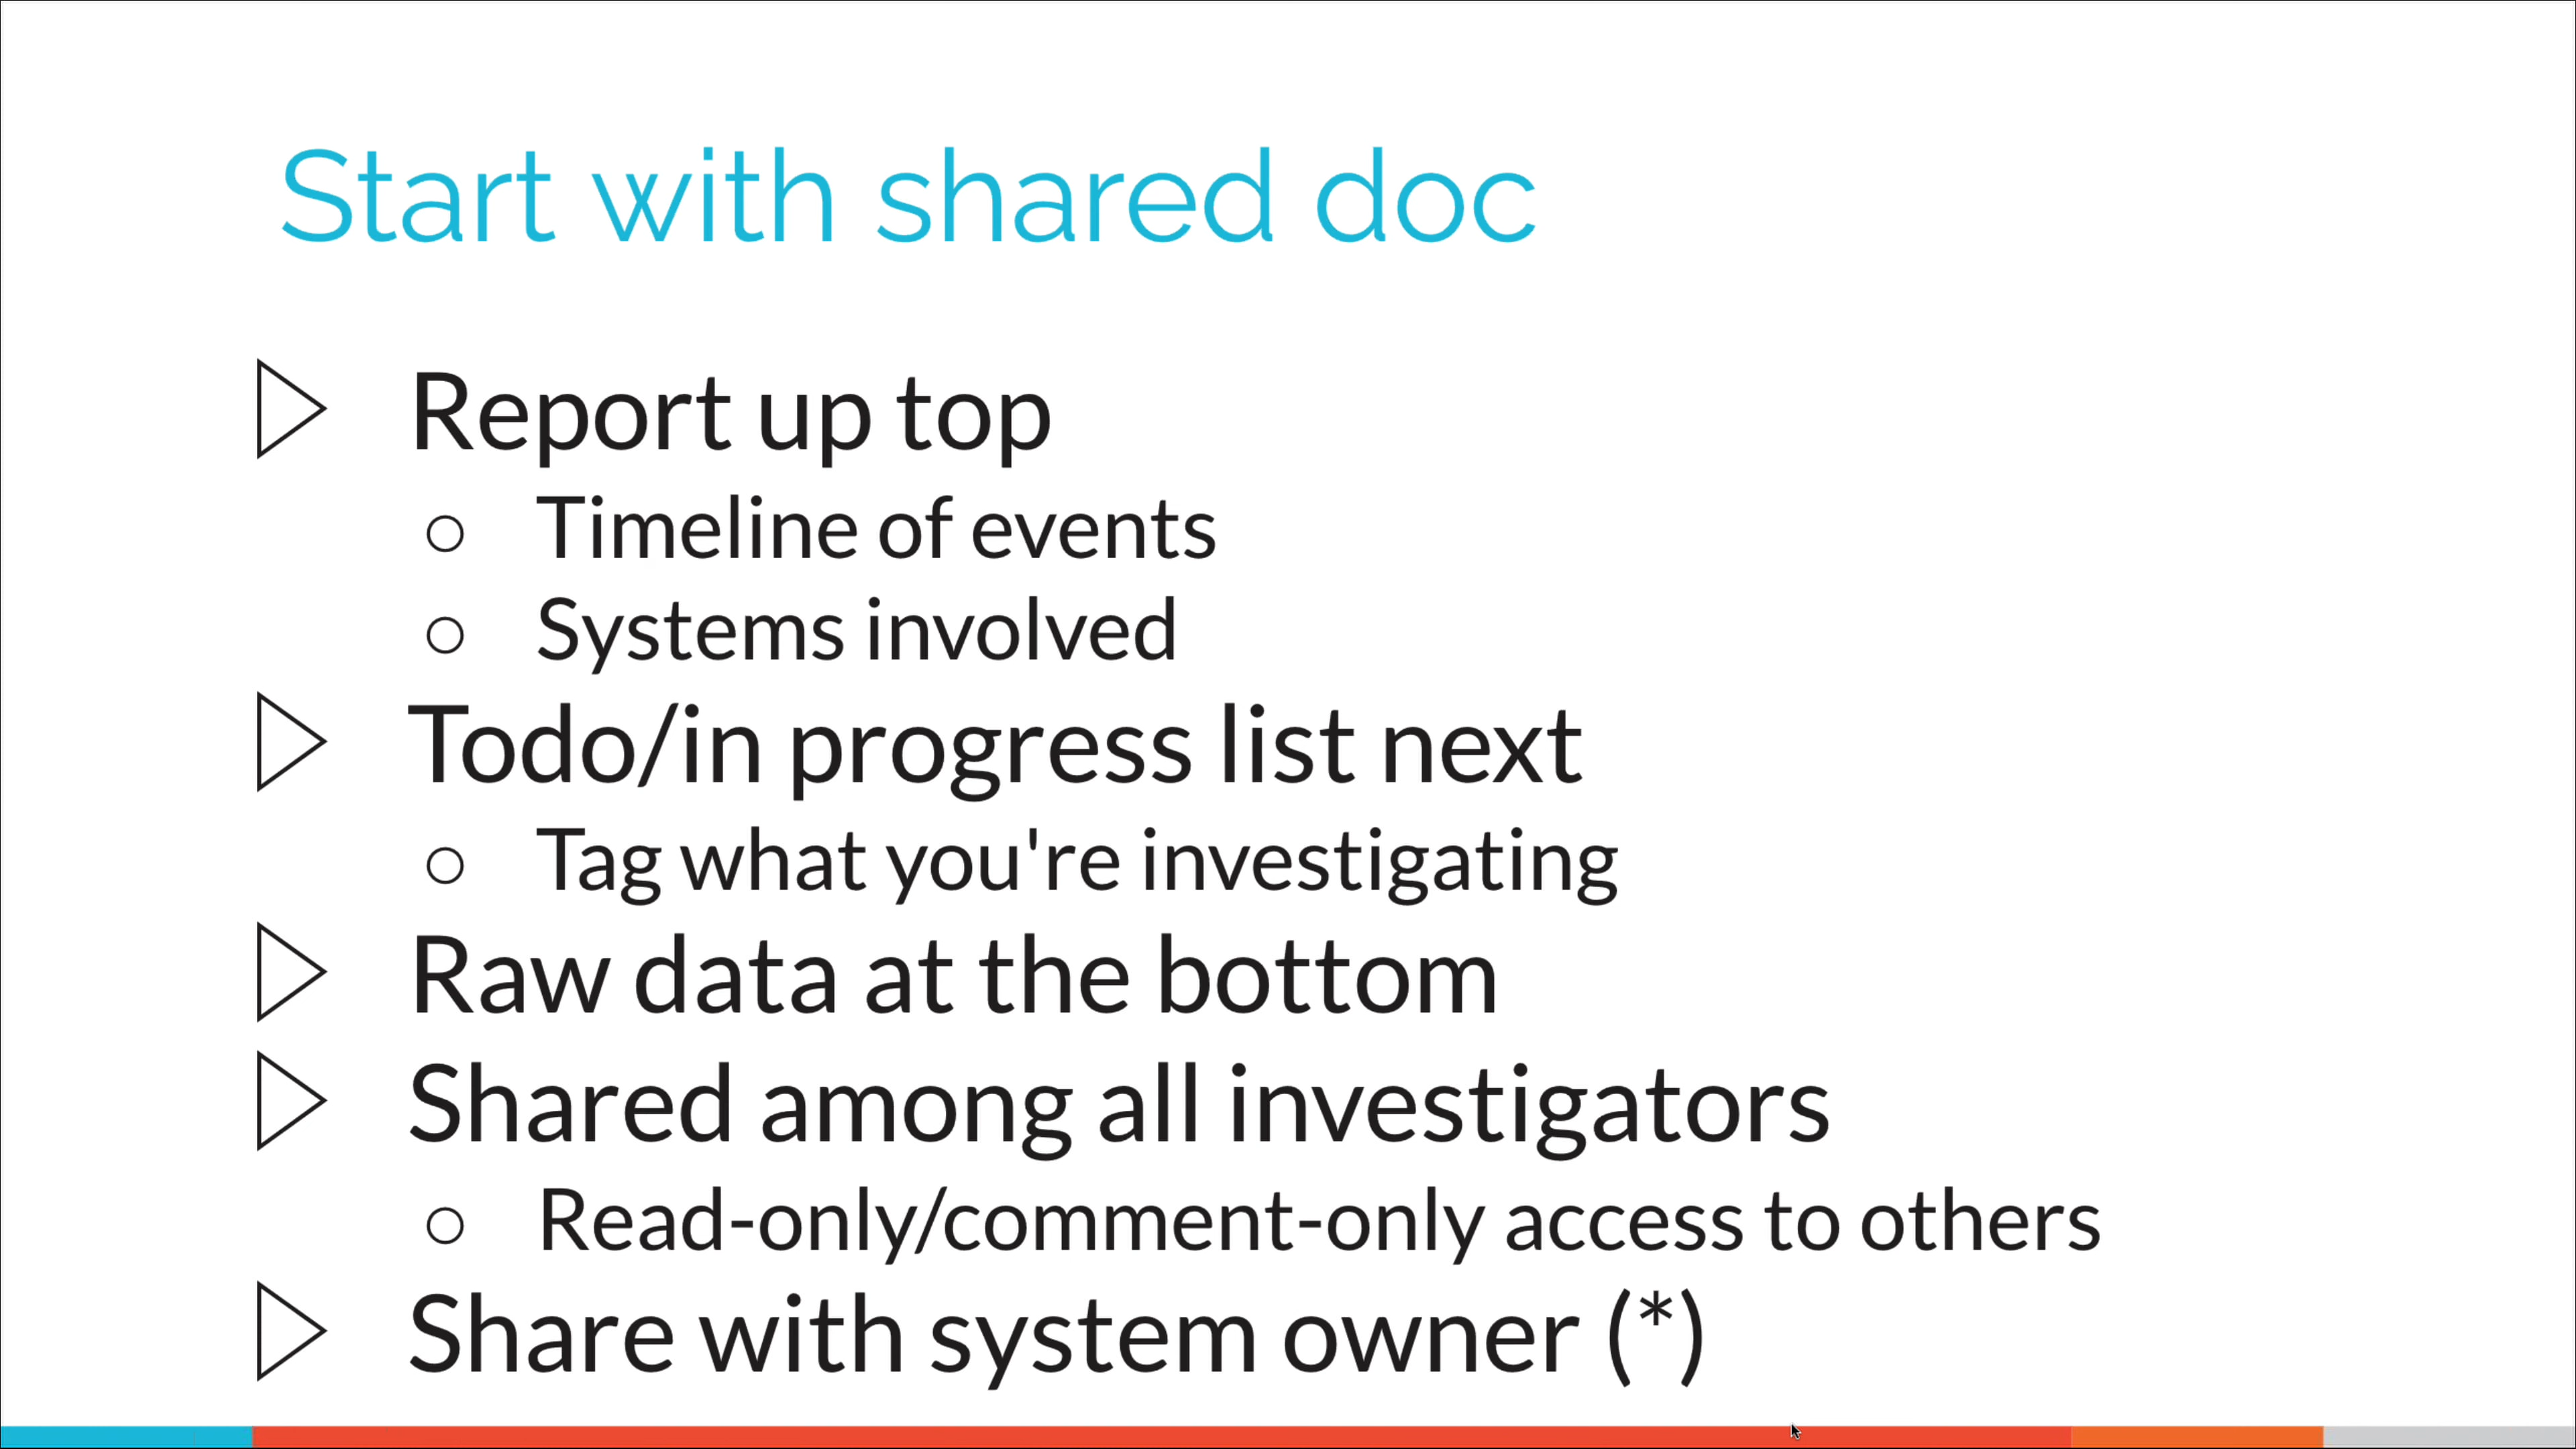 Start with shared doc
Report up top
Timeline of events
Systems involved
Todo/in progress list next
Tag what you're investigating
Raw data at the bottom
Shared among all investigators
Read-only/comment-only access to others
Share with system owner (*)